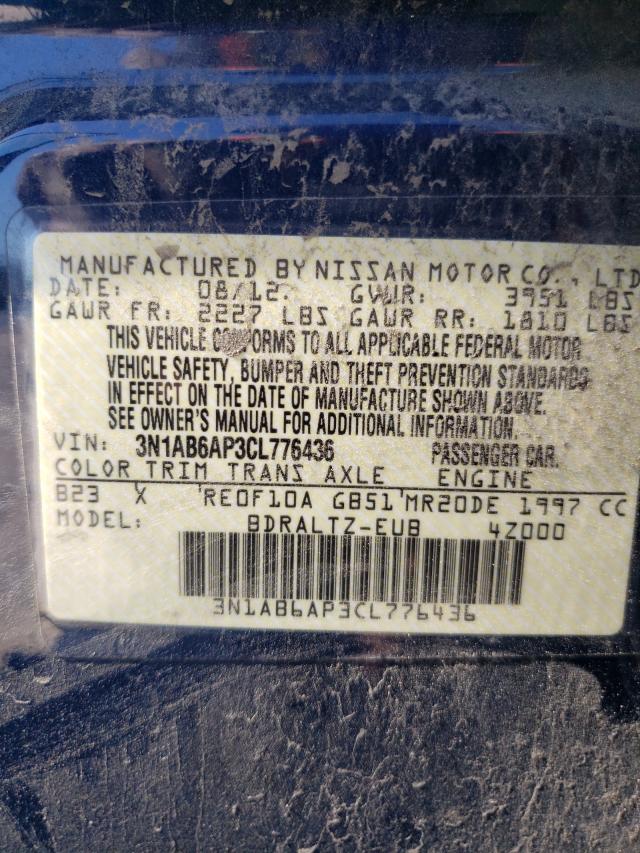 MANUFACTURED BY NISSAN MOTOR CO., LTD
DATE: 08/12 GVWR: 3951 LBS
GAWR FR: 2227 LBS GAWR RR: 1810 LBS
THIS VEHICLE CONFORMS TO ALL APPLICABLE FEDERAL MOTOR
VEHICLE SAFETY, BUMPER AND THEFT PREVENTION STANDARDS
IN EFFECT ON THE DATE OF MANUFACTURE SHOWN ABOVE.
SEE OWNER'S MANUAL FOR ADDITIONAL INFORMATION.
VIN: 3N1AB6AP3CL776436 PASSENGER CAR.
COLOR TRIM TRANS AXLE ENGINE
B23 X RE0F10A GB51 MR20DE 1997 CC
MODEL: BDRALTZ-EUB 4Z000
3N1AB6AP3CL776436